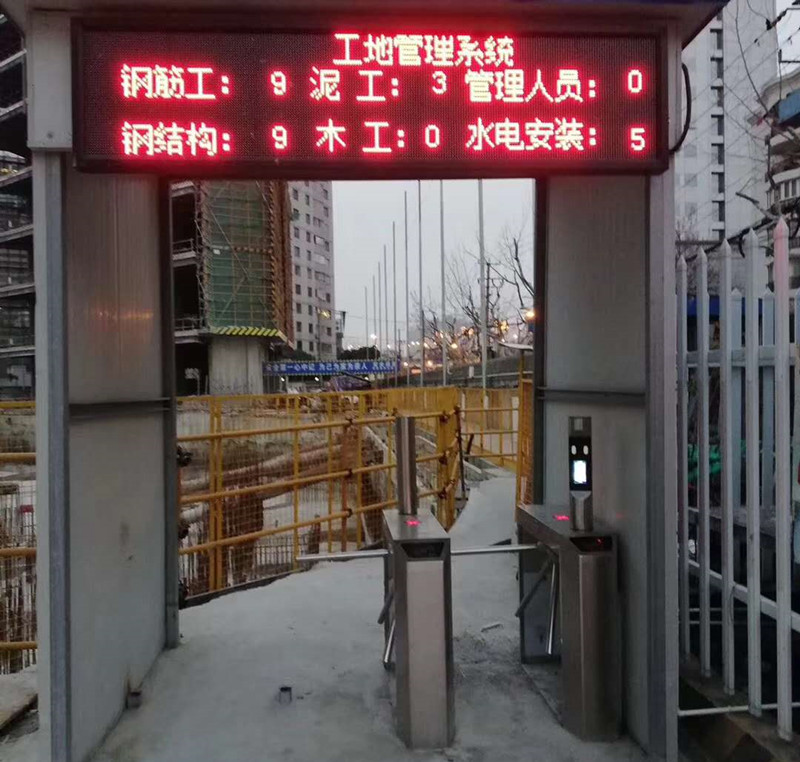 工地管理系统
钢筋工： 9 泥 工： 3 管理人员： 0
钢结构： 9 木 工：0 水电安装： 5